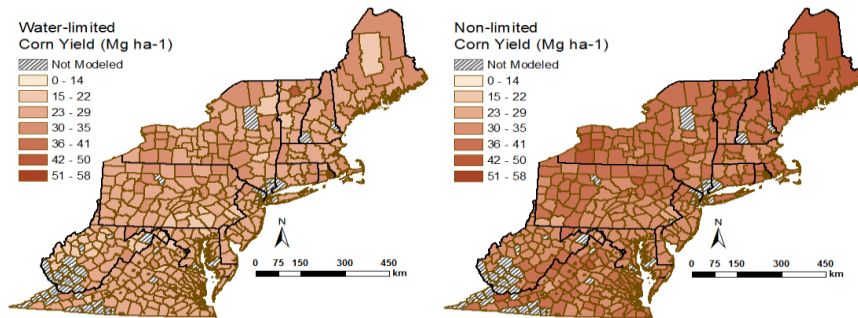 Water-limited
Corn Yield (Mg ha-1)
Not Modeled
0 - 14
15 - 22
23 - 29
30 - 35
36 - 41
42 - 50
51 - 58
N
0 75 150 300 450
km
Non-limited
Corn Yield (Mg ha-1)
Not Modeled
0 - 14
15 - 22
23 - 29
30 - 35
36 - 41
42 - 50
51 - 58
N
0 75 150 300 450
km